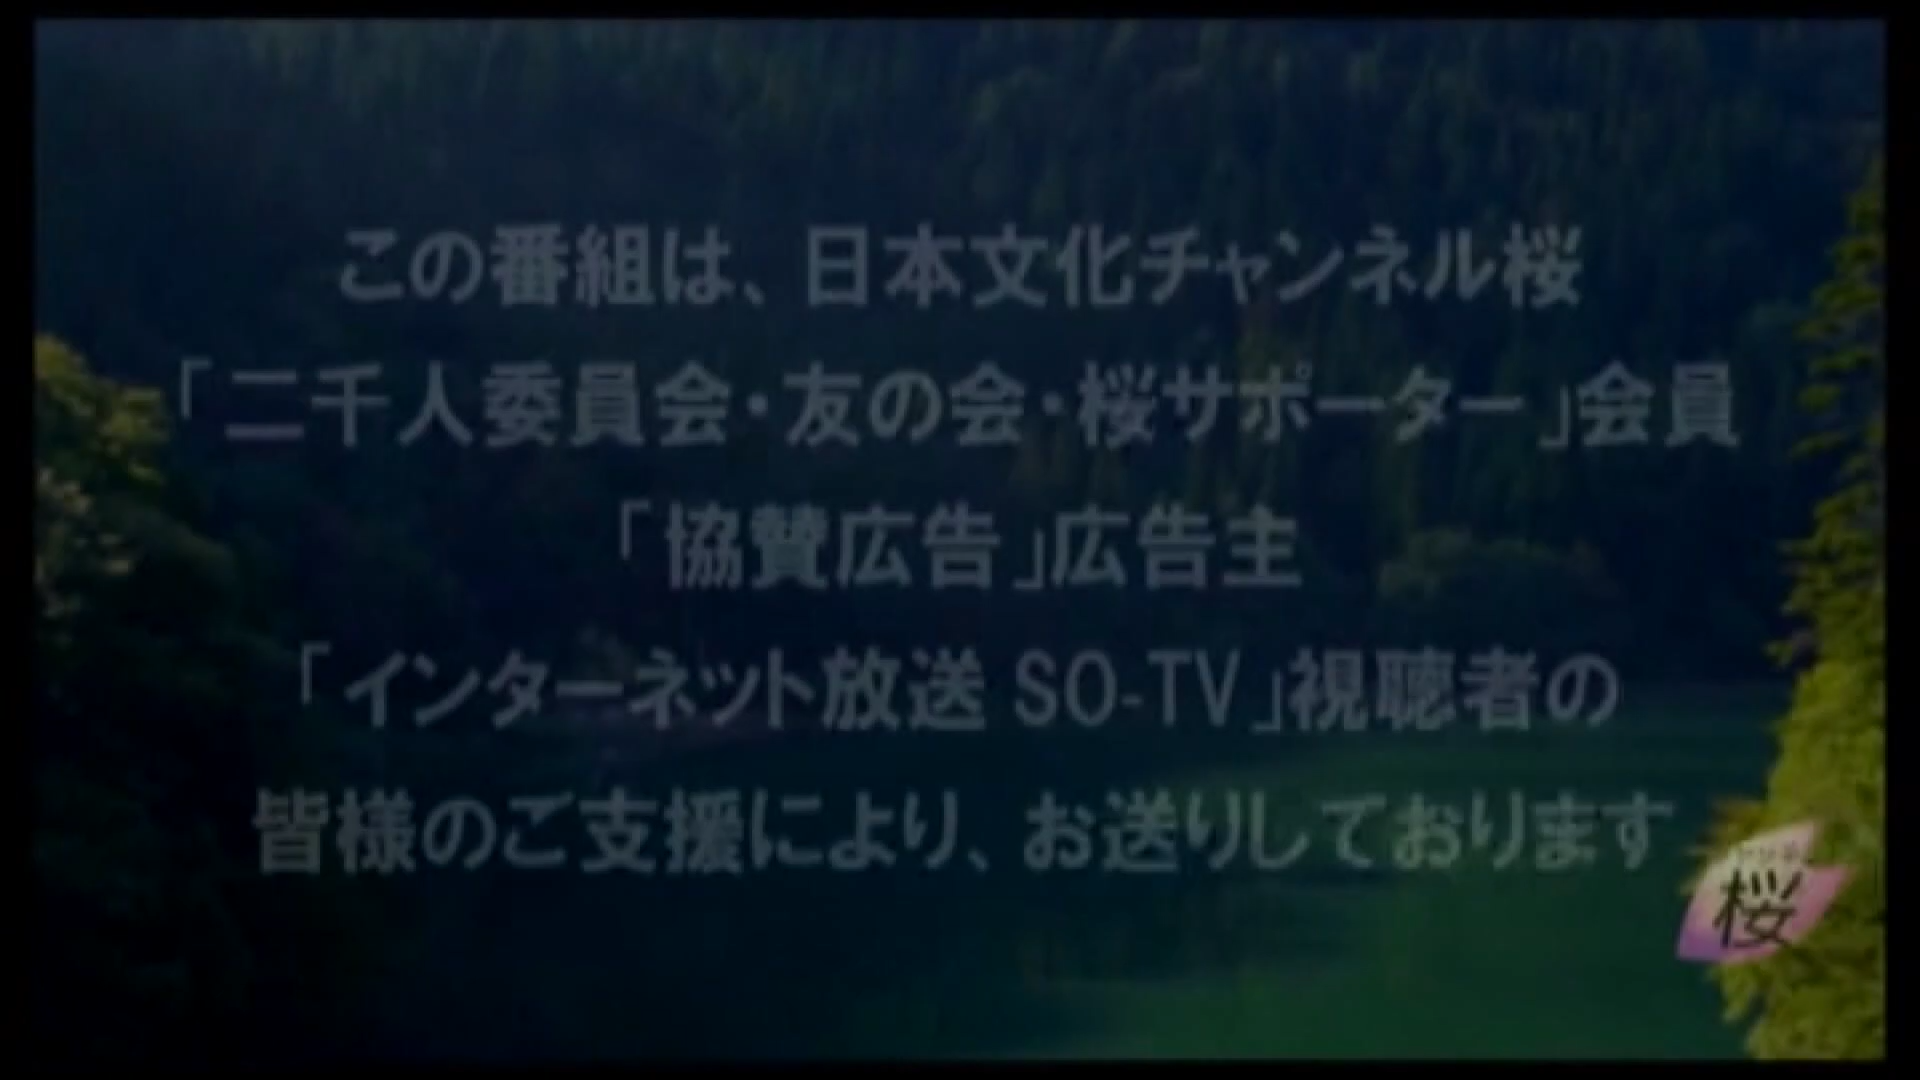 この番組は、日本文化チャンネル桜
「二千人委員会・友の会・桜サポーター」会員
「協賛広告」広告主
「インターネット放送 SO-TV」視聴者の
皆様のご支援により、お送りしております
桜